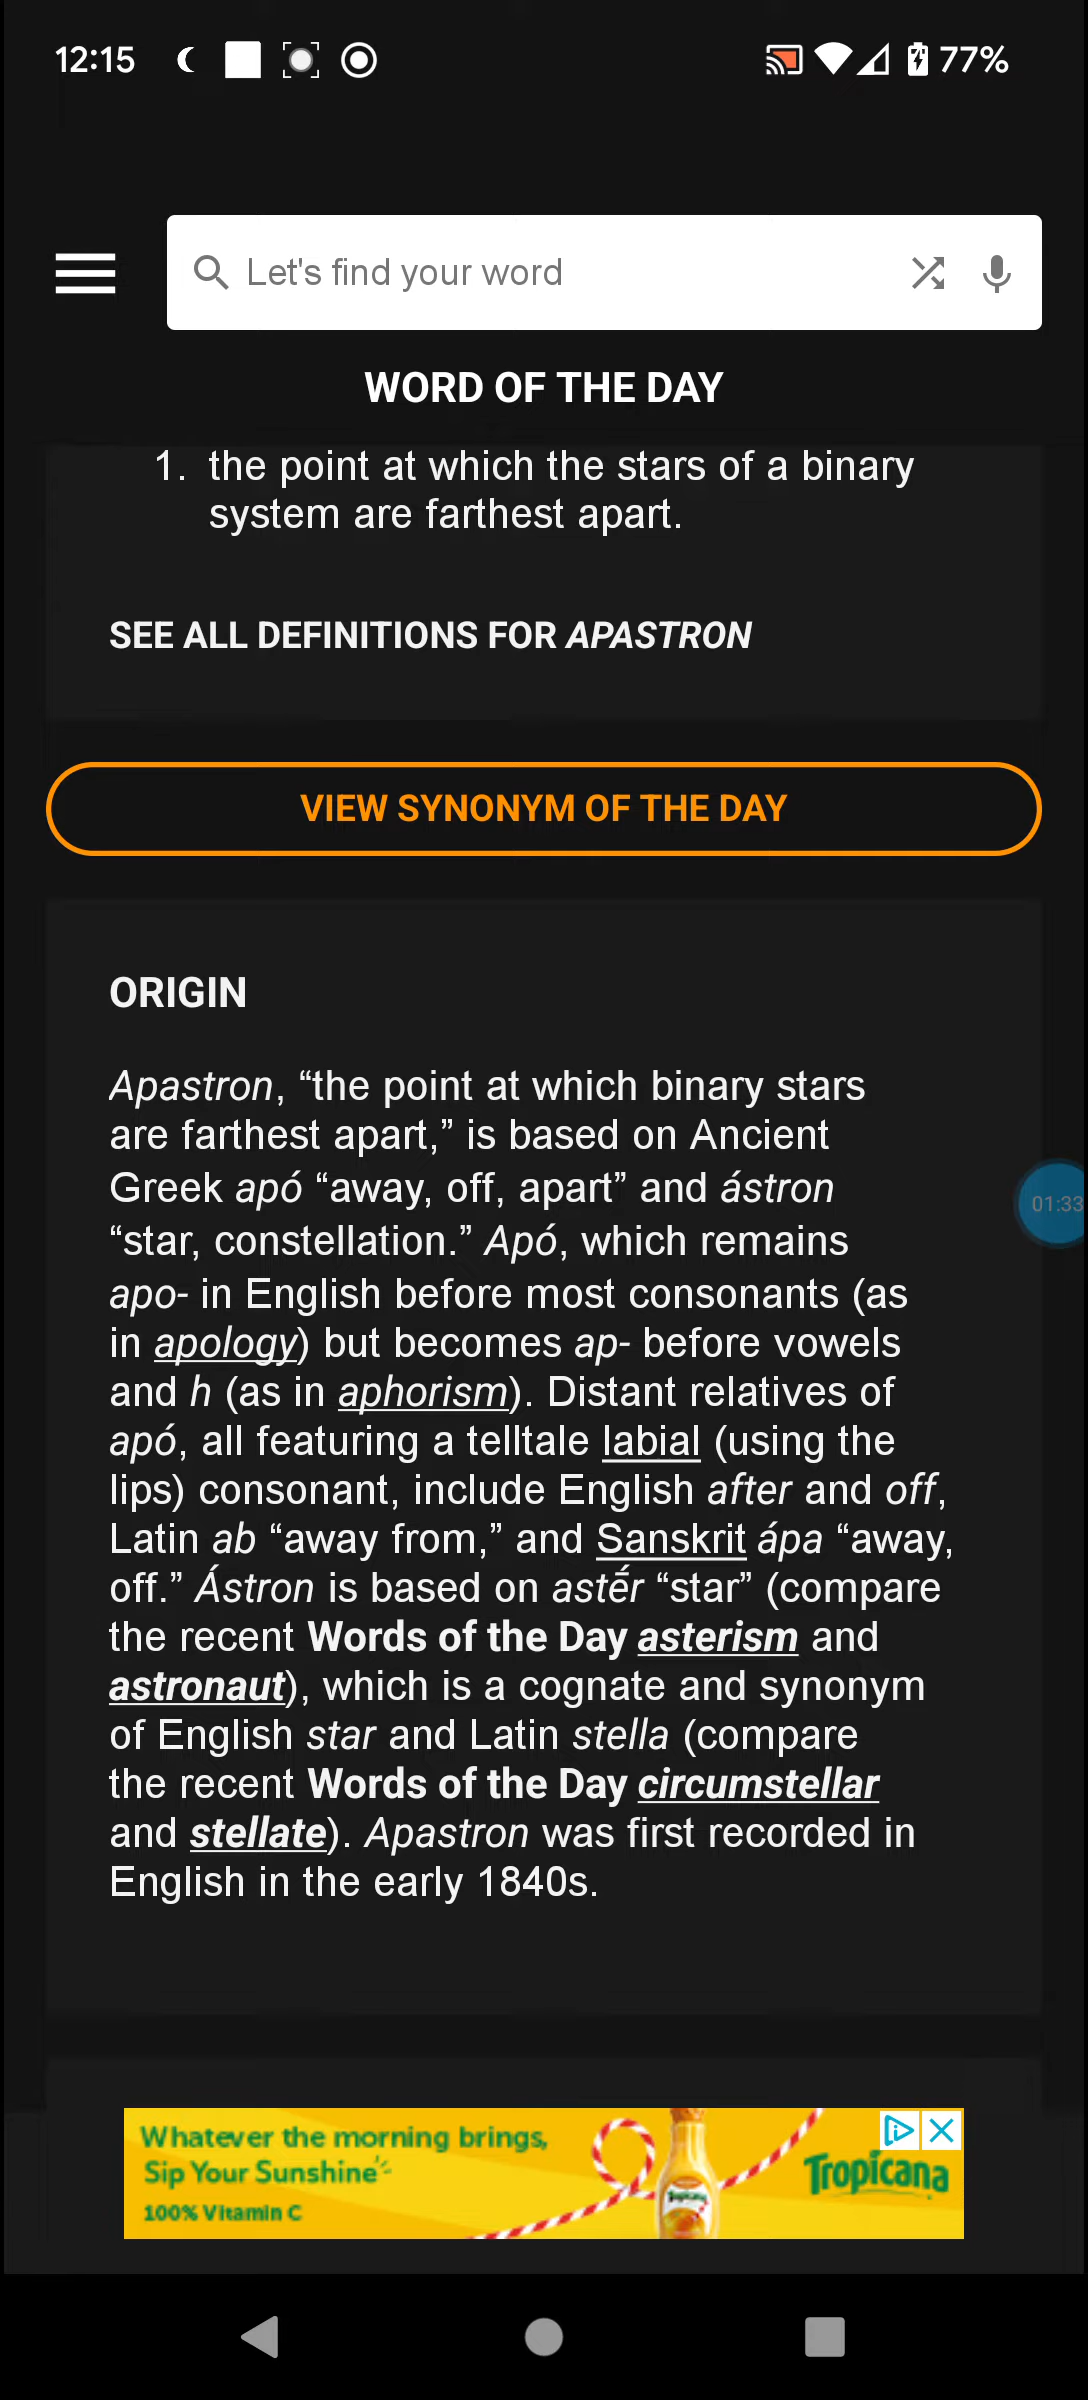 12:15
77%
Let's find your word
WORD OF THE DAY
1. the point at which the stars of a binary
system are farthest apart.
SEE ALL DEFINITIONS FOR APASTRON
VIEW SYNONYM OF THE DAY
ORIGIN
Apastron, “the point at which binary stars
are farthest apart,” is based on Ancient
Greek apó “away, off, apart” and ástron
“star, constellation.” Apó, which remains
apo- in English before most consonants (as
in apology) but becomes ap- before vowels
and h (as in aphorism). Distant relatives of
apó, all featuring a telltale labial (using the
lips) consonant, include English after and off,
Latin ab “away from,” and Sanskrit ápa “away,
off.” Ástron is based on astḗr “star” (compare
the recent Words of the Day asterism and
astronaut), which is a cognate and synonym
of English star and Latin stella (compare
the recent Words of the Day circumstellar
and stellate). Apastron was first recorded in
English in the early 1840s.
01:33
Whatever the morning brings,
Sip Your Sunshine
100% Vitamin C
Tropicana
Tropicana